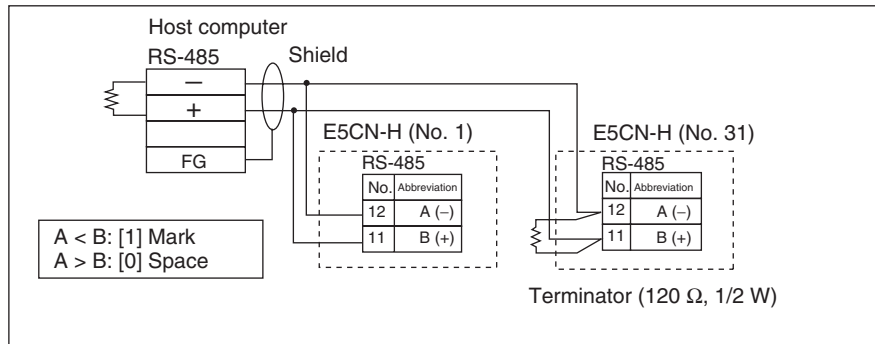 Host computer
RS-485
Shield
−
+
FG
E5CN-H (No. 1)
RS-485
No. Abbreviation
12 A (−)
11 B (+)
E5CN-H (No. 31)
RS-485
No. Abbreviation
12 A (−)
11 B (+)
A < B: [1] Mark
A > B: [0] Space
Terminator (120 Ω, 1/2 W)